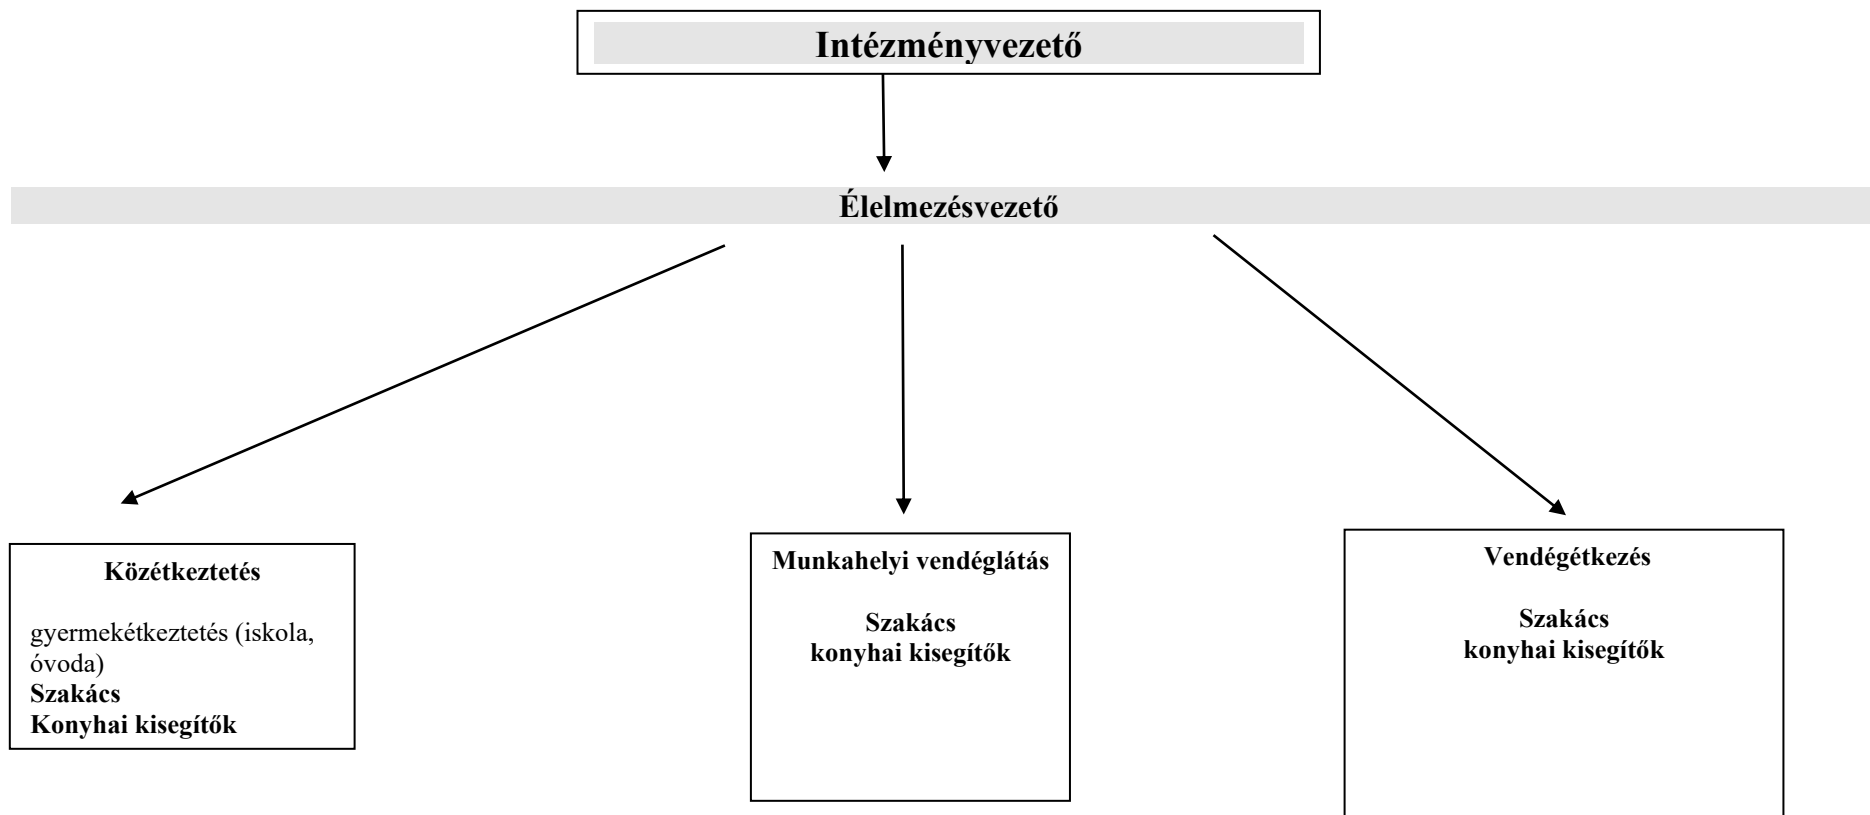 Intézményvezető
Élelmezésvezető
Közétkeztetés
gyermekétkeztetés (iskola,
óvoda)
Szakács
Konyhai kisegítők
Munkahelyi vendéglátás
Szakács
konyhai kisegítők
Vendégétkezés
Szakács
konyhai kisegítők